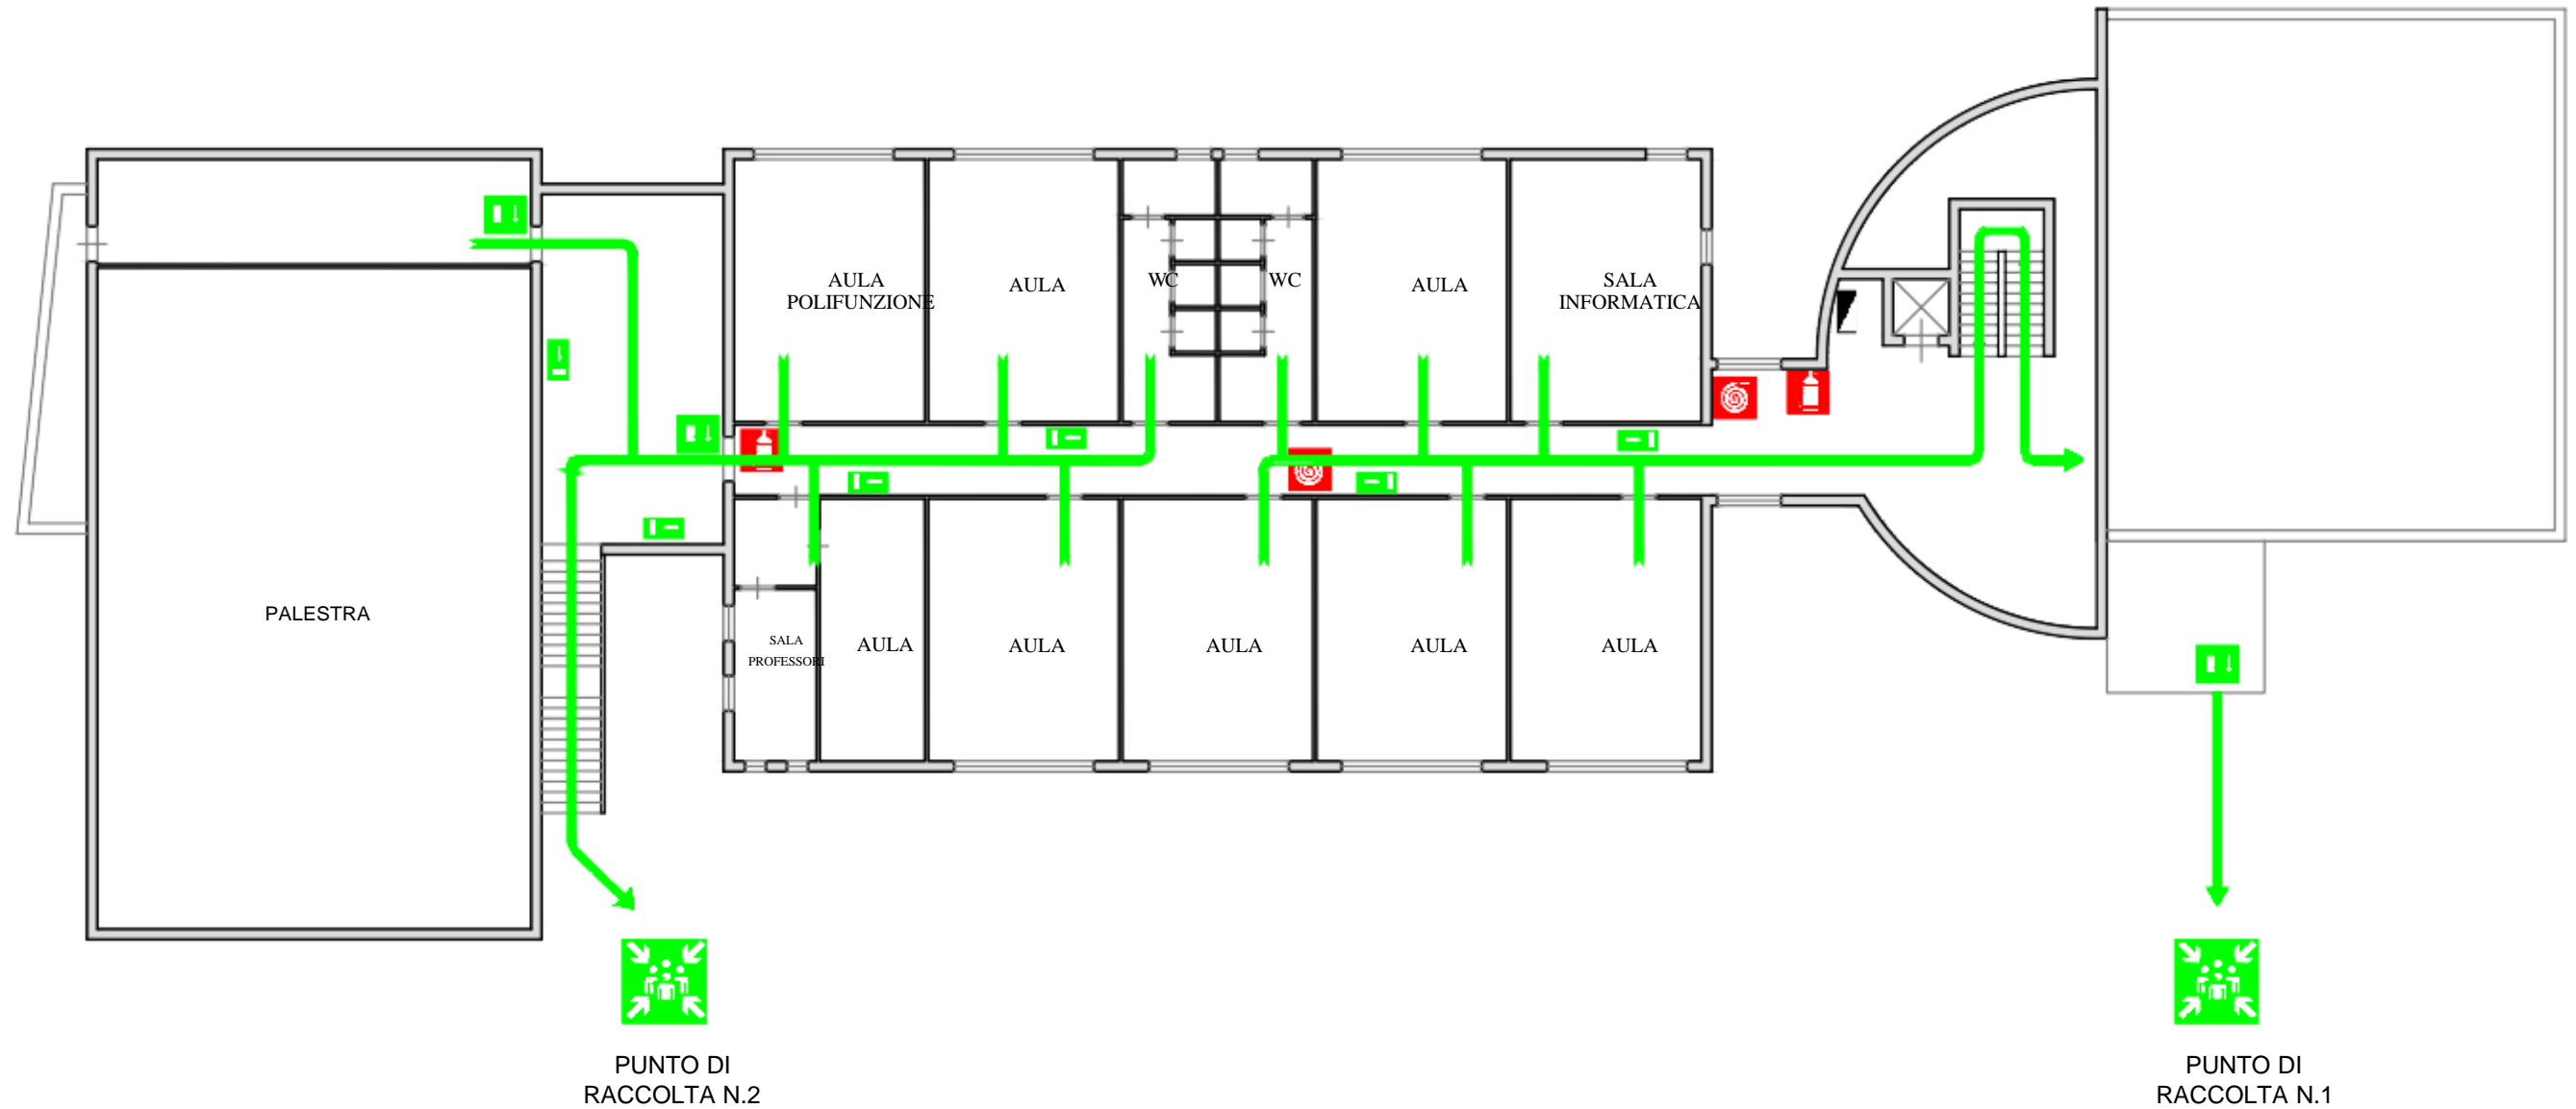 AULA
POLIFUNZIONE
AULA
WC
WC
AULA
SALA
INFORMATICA
PALESTRA
SALA
PROFESSORI
AULA
AULA
AULA
AULA
AULA
PUNTO DI
RACCOLTA N.2
PUNTO DI
RACCOLTA N.1